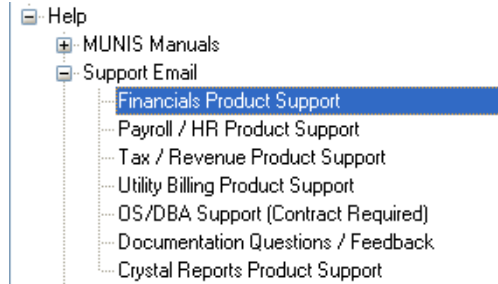 Help
MUNIS Manuals
Support Email
Financials Product Support
Payroll / HR Product Support
Tax / Revenue Product Support
Utility Billing Product Support
OS/DBA Support (Contract Required)
Documentation Questions / Feedback
Crystal Reports Product Support